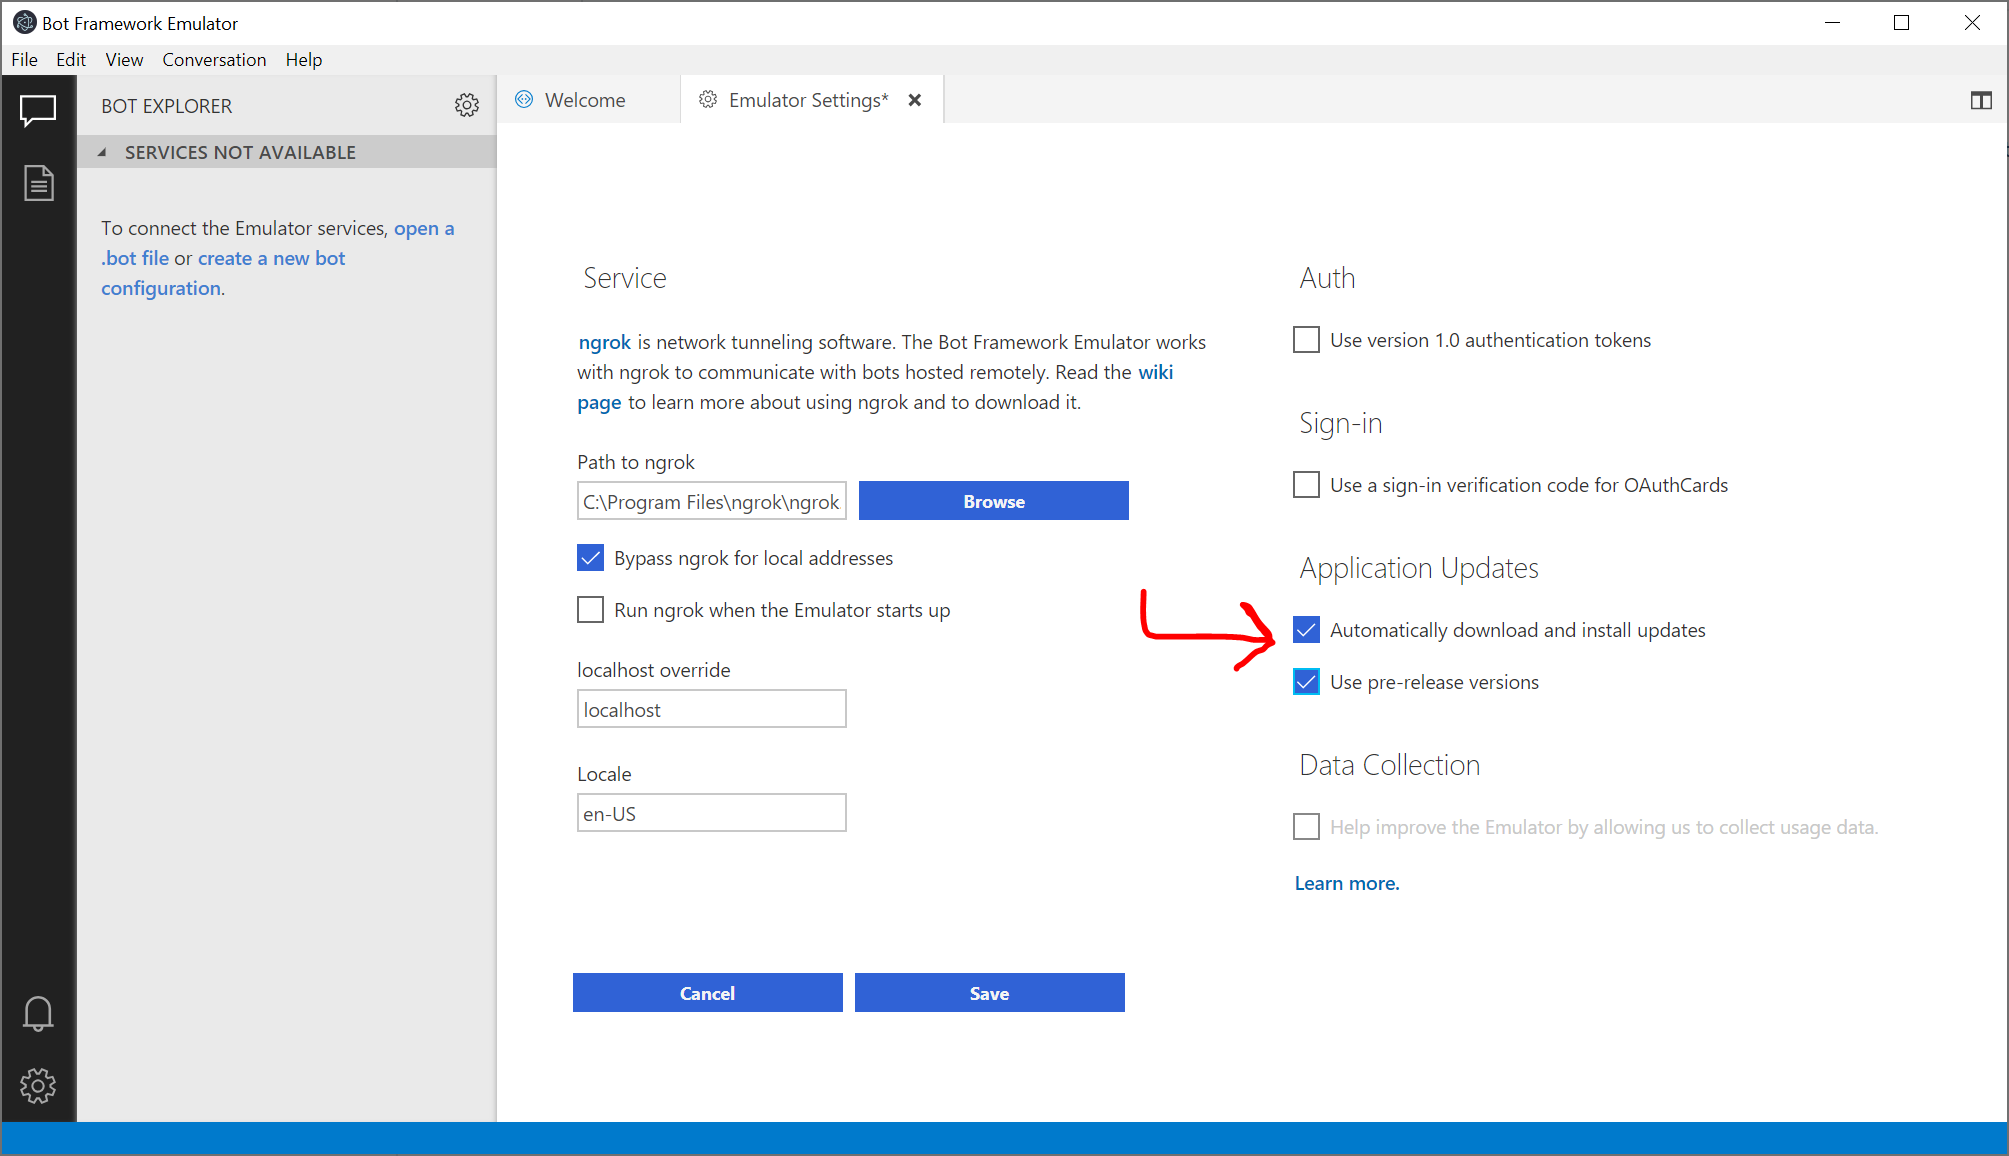 Bot Framework Emulator
File Edit View Conversation Help
BOT EXPLORER
SERVICES NOT AVAILABLE
To connect the Emulator services, open a
.bot file or create a new bot
configuration.
Welcome
Emulator Settings*
Service
ngrok is network tunneling software. The Bot Framework Emulator works
with ngrok to communicate with bots hosted remotely. Read the wiki
page to learn more about using ngrok and to download it.
Path to ngrok
C:\Program Files\ngrok\ngrok
Browse
Bypass ngrok for local addresses
Run ngrok when the Emulator starts up
localhost override
localhost
Locale
en-US
Cancel
Save
Auth
Use version 1.0 authentication tokens
Sign-in
Use a sign-in verification code for OAuthCards
Application Updates
Automatically download and install updates
Use pre-release versions
Data Collection
Help improve the Emulator by allowing us to collect usage data.
Learn more.